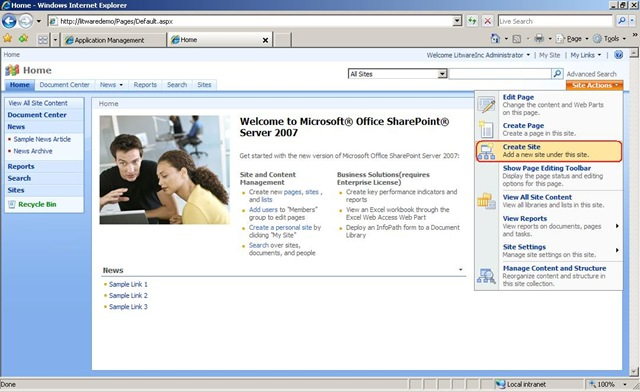 Home - Windows Internet Explorer
http://litwaredemo/Pages/Default.aspx
Live Search
Application Management
Home
Page
Tools
Home
Welcome LitwareInc Administrator
My Site
My Links
Home
All Sites
Advanced Search
Home
Document Center
News
Reports
Search
Sites
Site Actions
View All Site Content
Document Center
News
Sample News Article
News Archive
Reports
Search
Sites
Recycle Bin
Home
Welcome to Microsoft® Office SharePoint®
Server 2007
Get started with the new version of Microsoft Office SharePoint Server 2007:
Site and Content
Management
Create new pages, sites ,
and lists
Add users to "Members"
group to edit pages
Create a personal site by
clicking "My Site"
Search over sites,
documents, and people
Business Solutions(requires
Enterprise License)
Create key performance indicators and
reports
View an Excel workbook through the
Excel Web Access Web Part
Deploy an InfoPath form to a Document
Library
News
Sample Link 1
Sample Link 2
Sample Link 3
Edit Page
Change the content and Web Parts
on this page.
Create Page
Create a page in this site.
Create Site
Add a new site under this site.
Show Page Editing Toolbar
Display the page status and editing
options for this page.
View All Site Content
View all libraries and lists in this site.
View Reports
View reports on documents, pages and
tasks.
Site Settings
Manage site settings on this site.
Manage Content and Structure
Reorganize content and structure in
this site collection.
Done
Local intranet
100%